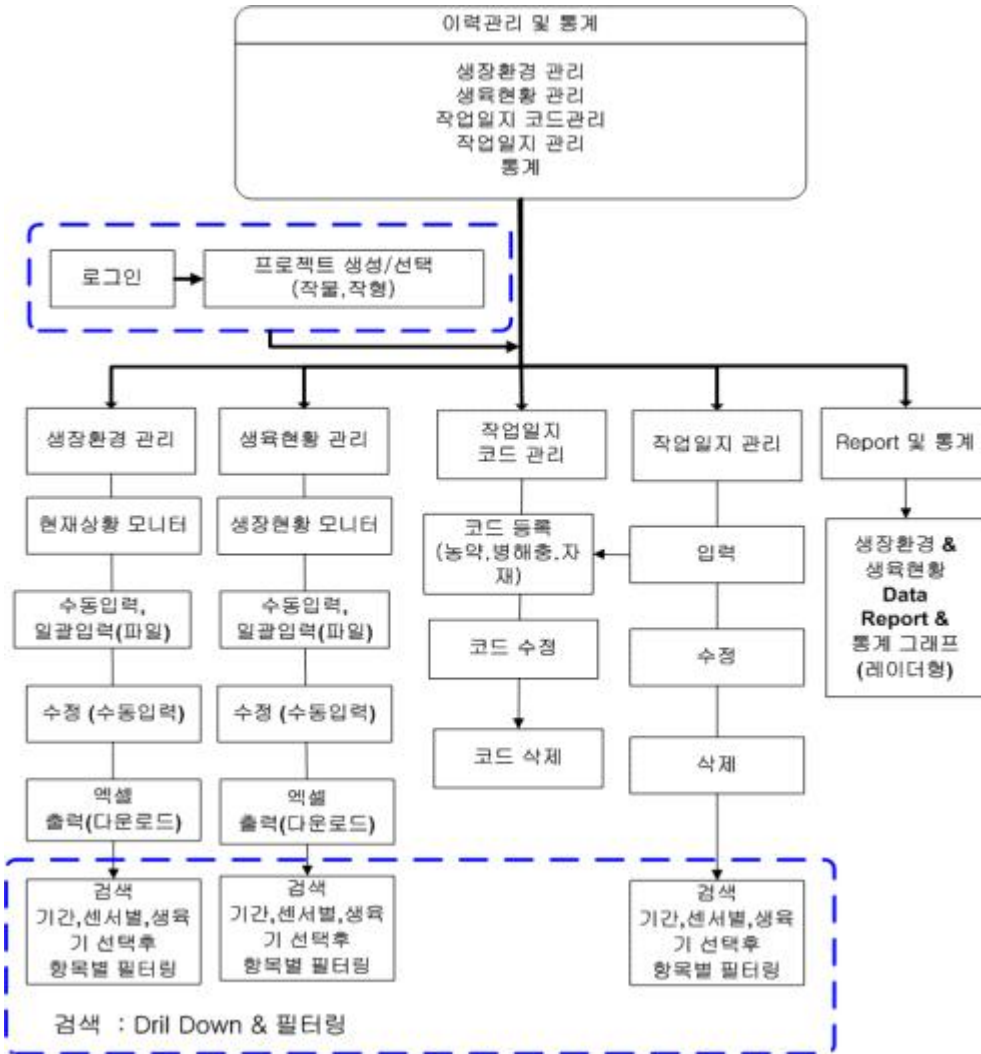 이력관리 및 통계
생장환경 관리
생육현황 관리
작업일지 코드관리
작업일지 관리
통계
로그인
프로젝트 생성/선택
(작물,작형)
생장환경 관리
현재상황 모니터
수동입력,
일괄입력(파일)
수정 (수동입력)
엑셀
출력(다운로드)
검색
기간,센서별,생육
기 선택후
항목별 필터링
생육현황 관리
생장현황 모니터
수동입력,
일괄입력(파일)
수정 (수동입력)
엑셀
출력(다운로드)
검색
기간,센서별,생육
기 선택후
항목별 필터링
작업일지
코드 관리
코드 등록
(농약,병해충,자
재)
코드 수정
코드 삭제
작업일지 관리
입력
수정
삭제
검색
기간,센서별,생육
기 선택후
항목별 필터링
Report 및 통계
생장환경 &
생육현황
Data
Report &
통계 그래프
(레이더형)
검색 : Dril Down & 필터링